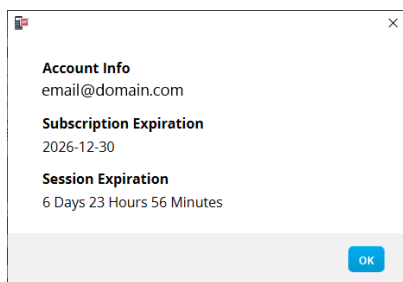 Account Info
email@domain.com
Subscription Expiration
2026-12-30
Session Expiration
6 Days 23 Hours 56 Minutes
OK